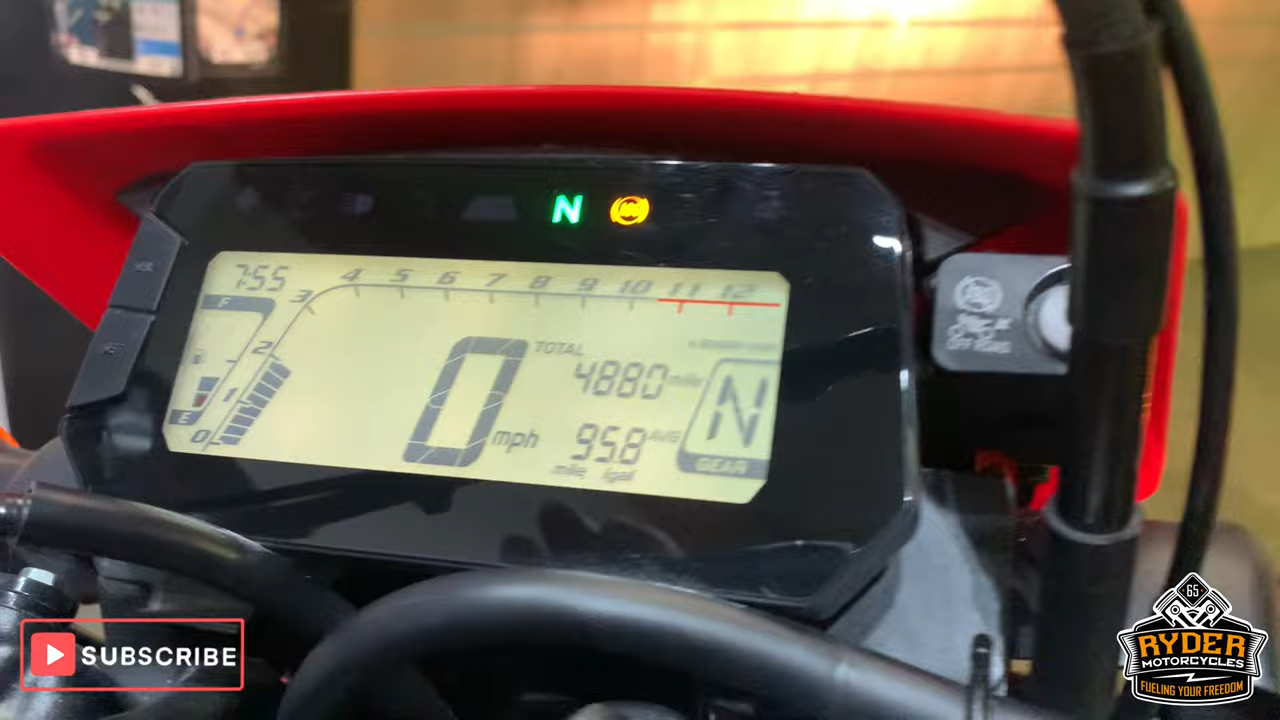 N
7:55
F
E
0
1
2
3
4
5
6
7
8
9
10
11
12
0 mph
TOTAL
4880 mile
95.8 AVG
mile/gal
N
GEAR
SUBSCRIBE
65
RYDER
MOTORCYCLES
FUELING YOUR FREEDOM